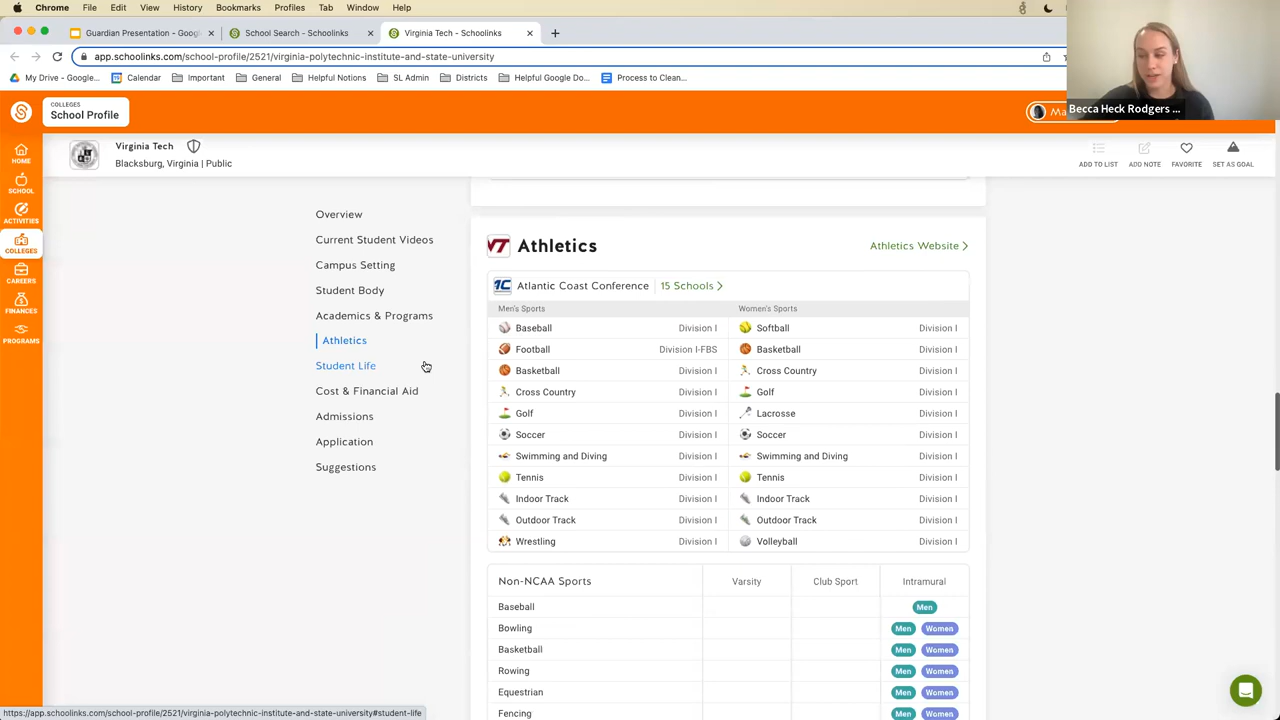 Chrome File Edit View History Bookmarks Profiles Tab Window Help
Guardian Presentation - Googl × School Search - Schoolinks × Virginia Tech - Schoolinks × +
app.schoolinks.com/school-profile/2521/virginia-polytechnic-institute-and-state-university
My Drive - Google... Calendar Important General Helpful Notions SL Admin Districts Helpful Google Do... Process to Clean...
COLLEGES
School Profile
Ma
Becca Heck Rodgers ...
HOME
SCHOOL
ACTIVITIES
COLLEGES
CAREERS
FINANCES
PROGRAMS
Virginia Tech
Blacksburg, Virginia | Public
ADD TO LIST ADD NOTE FAVORITE SET AS GOAL
Overview
Current Student Videos
Campus Setting
Student Body
Academics & Programs
Athletics
Student Life
Cost & Financial Aid
Admissions
Application
Suggestions
VT Athletics Athletics Website >
Atlantic Coast Conference 15 Schools >
Men's Sports Women's Sports
Baseball Division I Softball Division I
Football Division I-FBS Basketball Division I
Basketball Division I Cross Country Division I
Cross Country Division I Golf Division I
Golf Division I Lacrosse Division I
Soccer Division I Soccer Division I
Swimming and Diving Division I Swimming and Diving Division I
Tennis Division I Tennis Division I
Indoor Track Division I Indoor Track Division I
Outdoor Track Division I Outdoor Track Division I
Wrestling Division I Volleyball Division I
Non-NCAA Sports Varsity Club Sport Intramural
Baseball Men
Bowling Men Women
Basketball Men Women
Rowing Men Women
Equestrian Men Women
Fencing Men Women
https://app.schoolinks.com/school-profile/2521/virginia-polytechnic-institute-and-state-university#student-life